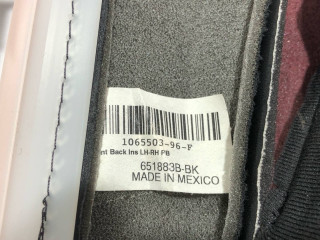 1065503-96-F
nt Back Ins LH-RH PB
651883B-BK
MADE IN MEXICO